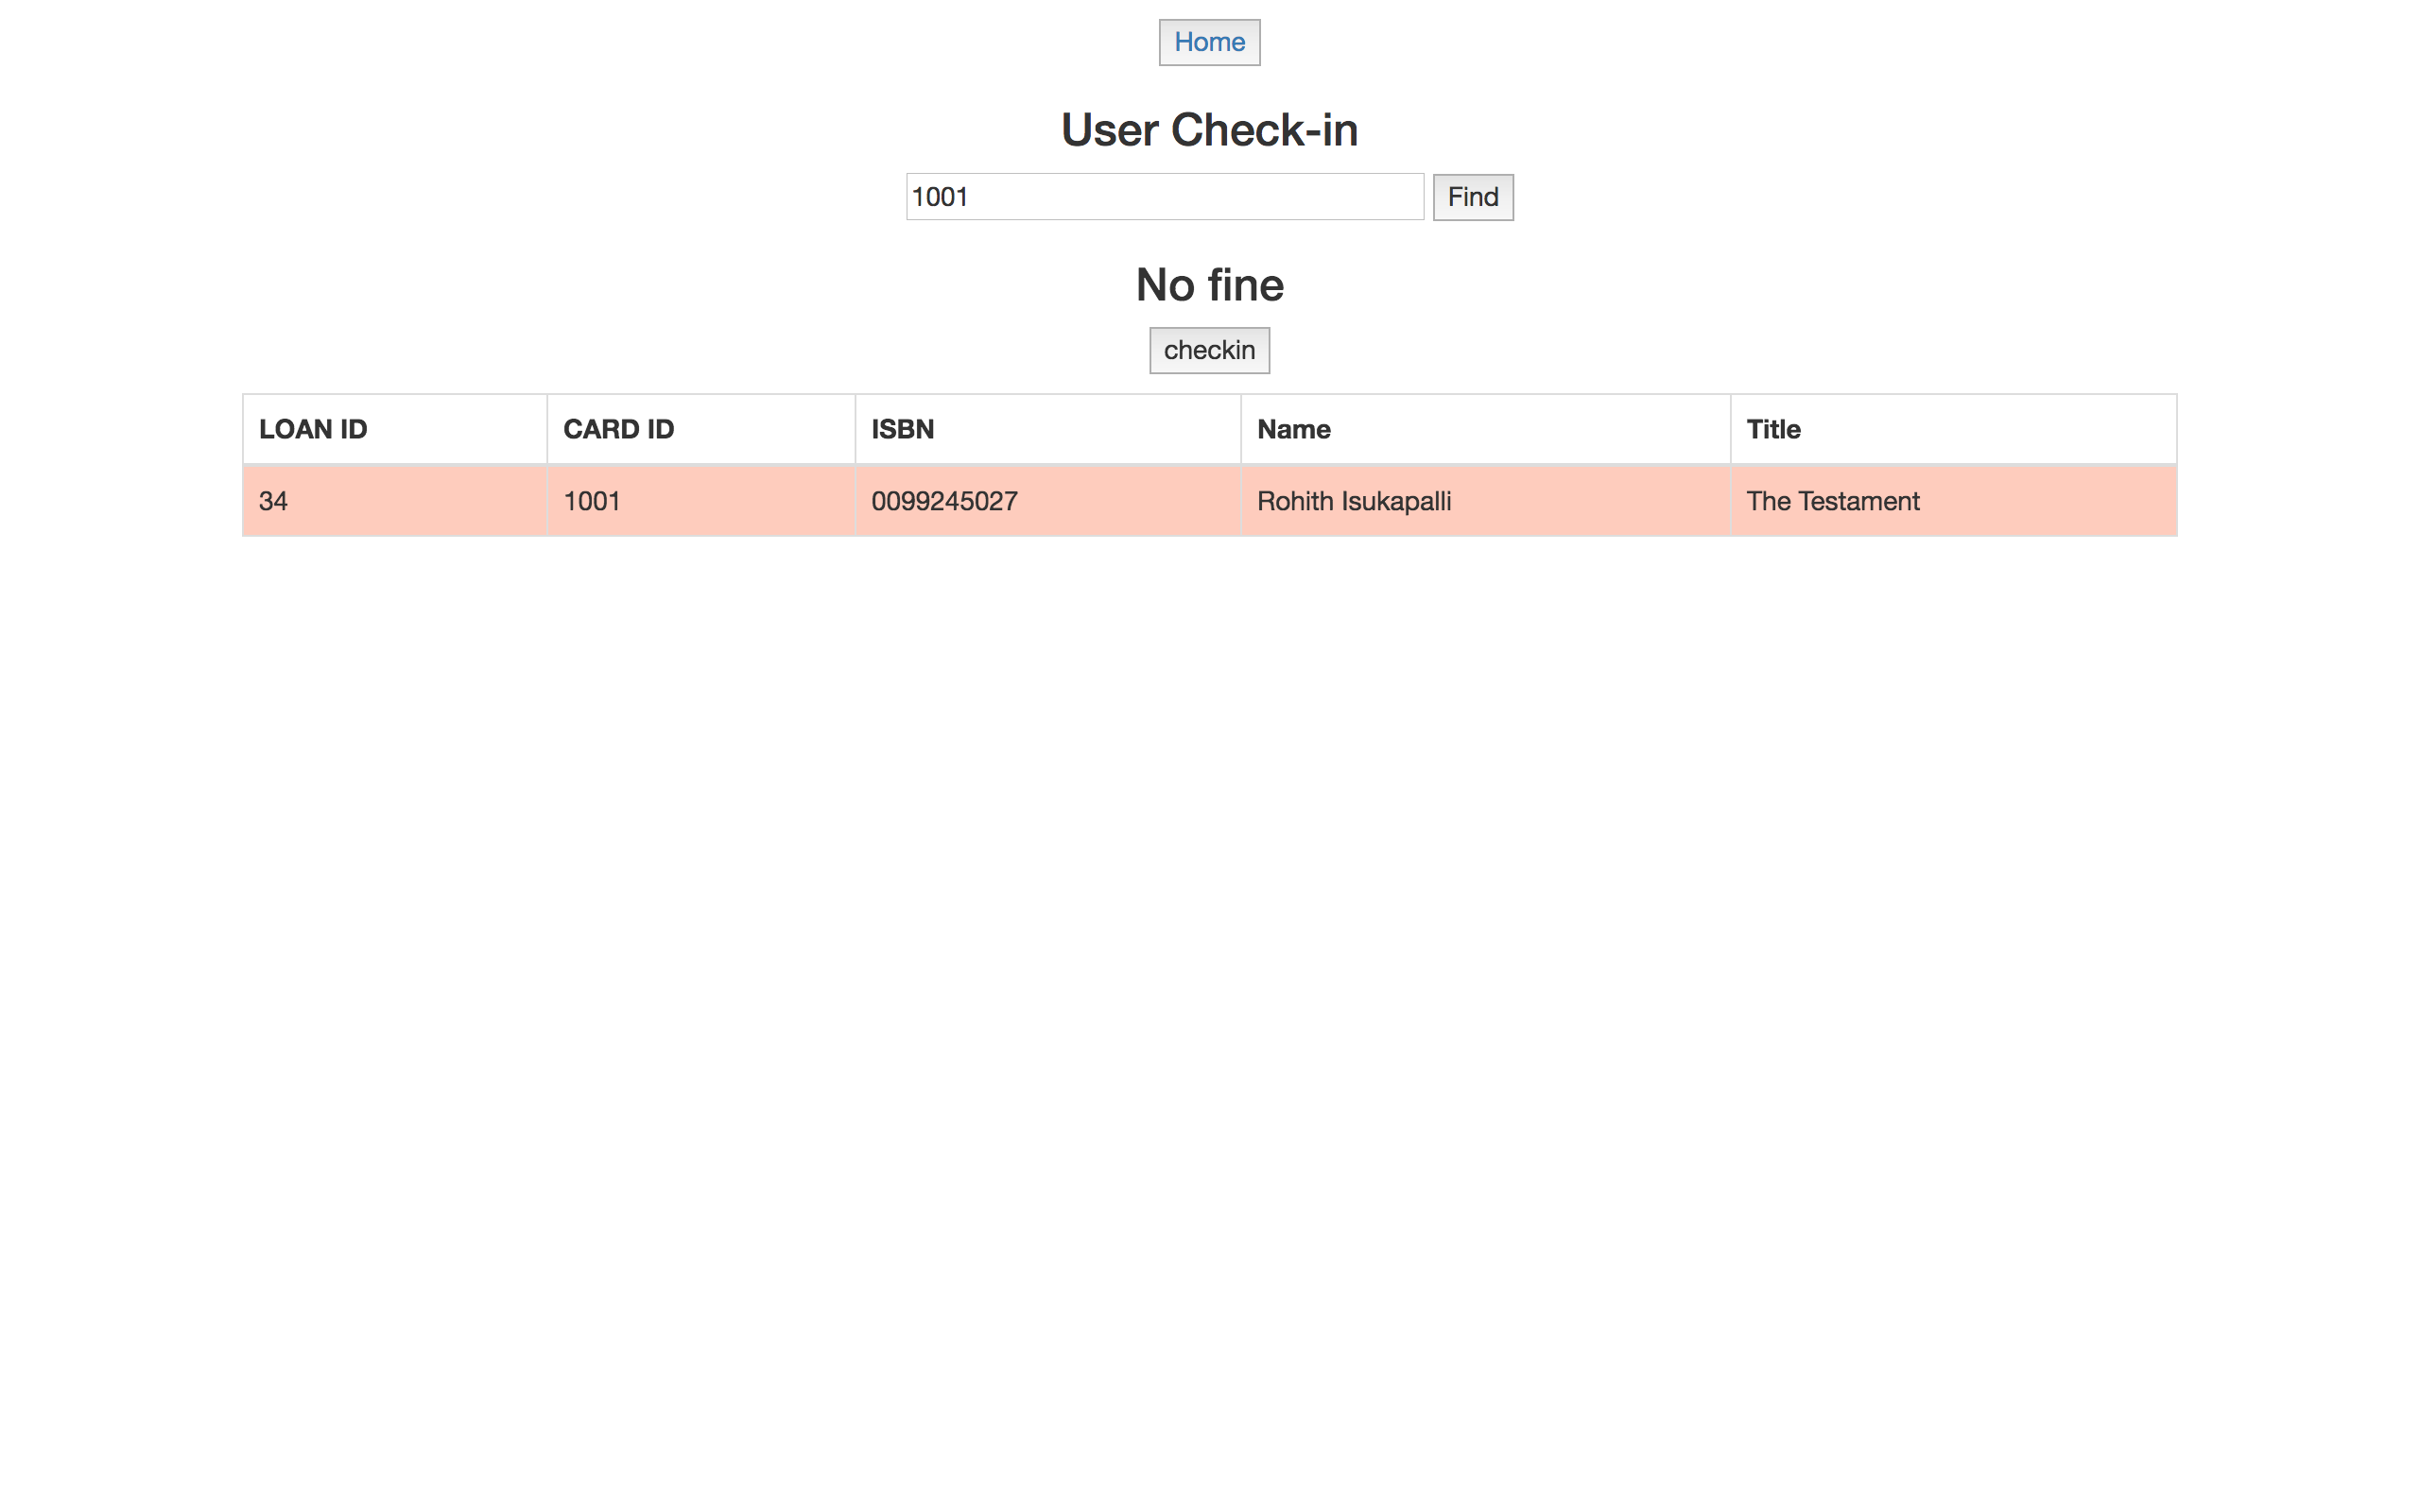 Home
User Check-in
1001 Find
No fine
checkin
LOAN ID CARD ID ISBN Name Title
34 1001 0099245027 Rohith Isukapalli The Testament